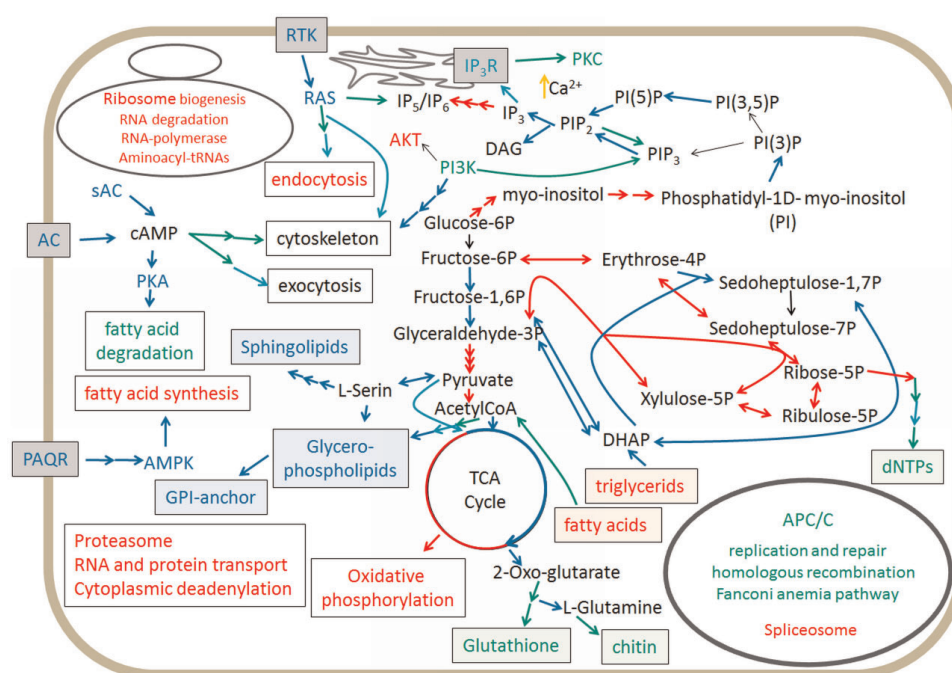 RTK
IP3R
PKC
Ca2+
RAS
IP5/IP6
IP3
PI(5)P
PI(3,5)P
PIP2
DAG
PI(3)P
PIP3
AKT
PI3K
Ribosome biogenesis
RNA degradation
RNA-polymerase
Aminoacyl-tRNAs
endocytosis
sAC
AC
cAMP
cytoskeleton
exocytosis
PKA
fatty acid
degradation
fatty acid synthesis
PAQR
AMPK
myo-inositol
Phosphatidyl-1D- myo-inositol
(PI)
Glucose-6P
Fructose-6P
Erythrose-4P
Fructose-1,6P
Sedoheptulose-1,7P
Glyceraldehyde-3P
Sedoheptulose-7P
Sphingolipids
L-Serin
Pyruvate
AcetylCoA
Ribose-5P
Xylulose-5P
Ribulose-5P
DHAP
dNTPs
Glycero-
phospholipids
GPI-anchor
TCA
Cycle
triglycerids
fatty acids
Proteasome
RNA and protein transport
Cytoplasmic deadenylation
Oxidative
phosphorylation
2-Oxo-glutarate
L-Glutamine
Glutathione
chitin
APC/C
replication and repair
homologous recombination
Fanconi anemia pathway
Spliceosome